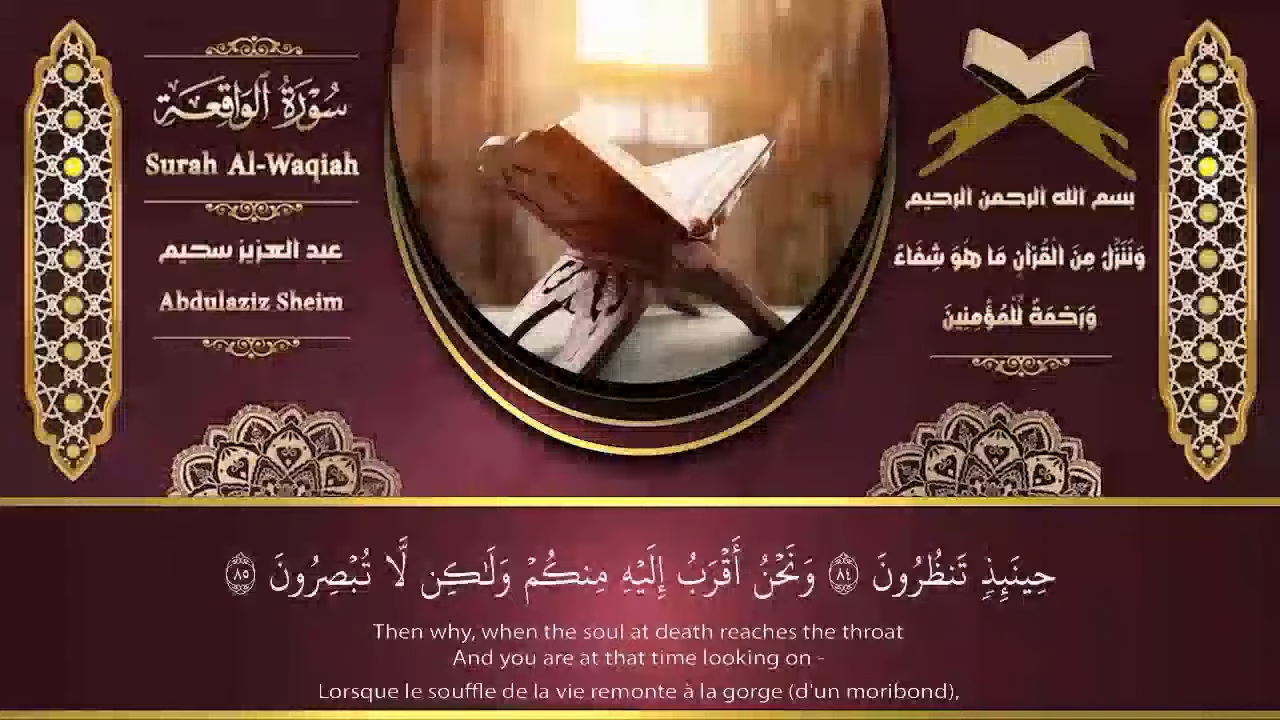 سُورَةُ الْوَاقِعَة
Surah Al-Waqiah
عبد العزيز سحيم
Abdulaziz Sheim
بسم الله الرحمن الرحيم
وَنُنَزِّلُ مِنَ الْقُرْآنِ مَا هُوَ شِفَاءٌ
وَرَحْمَةٌ لِّلْمُؤْمِنِينَ
حِينَئِذٍ تَنظُرُونَ ٨٤ وَنَحْنُ أَقْرَبُ إِلَيْهِ مِنكُمْ وَلَٰكِن لَّا تُبْصِرُونَ ٨٥
Then why, when the soul at death reaches the throat
And you are at that time looking on -
Lorsque le souffle de la vie remonte à la gorge (d'un moribond),